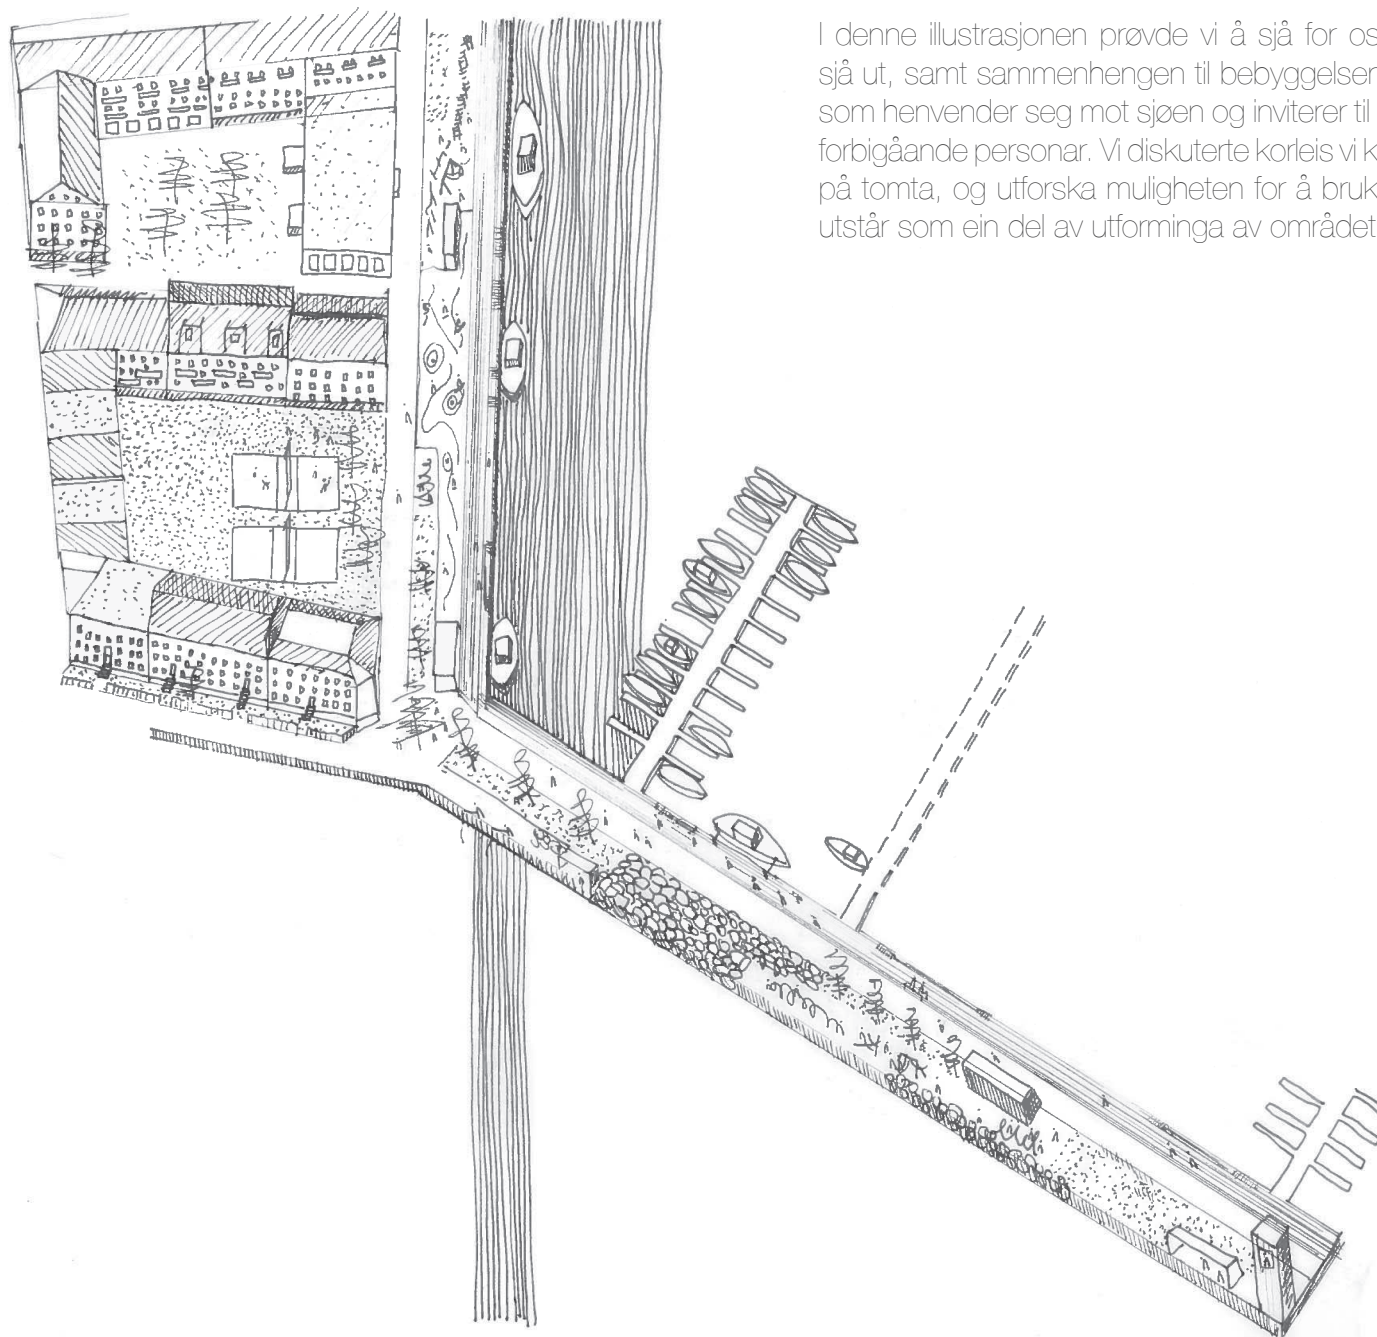 I denne illustrasjonen prøvde vi å sjå for os
sjå ut, samt sammenhengen til bebyggelser
som henvender seg mot sjøen og inviterer til
forbigåande personar. Vi diskuterte korleis vi k
på tomta, og utforska muligheten for å bruk
utstår som ein del av utforminga av området